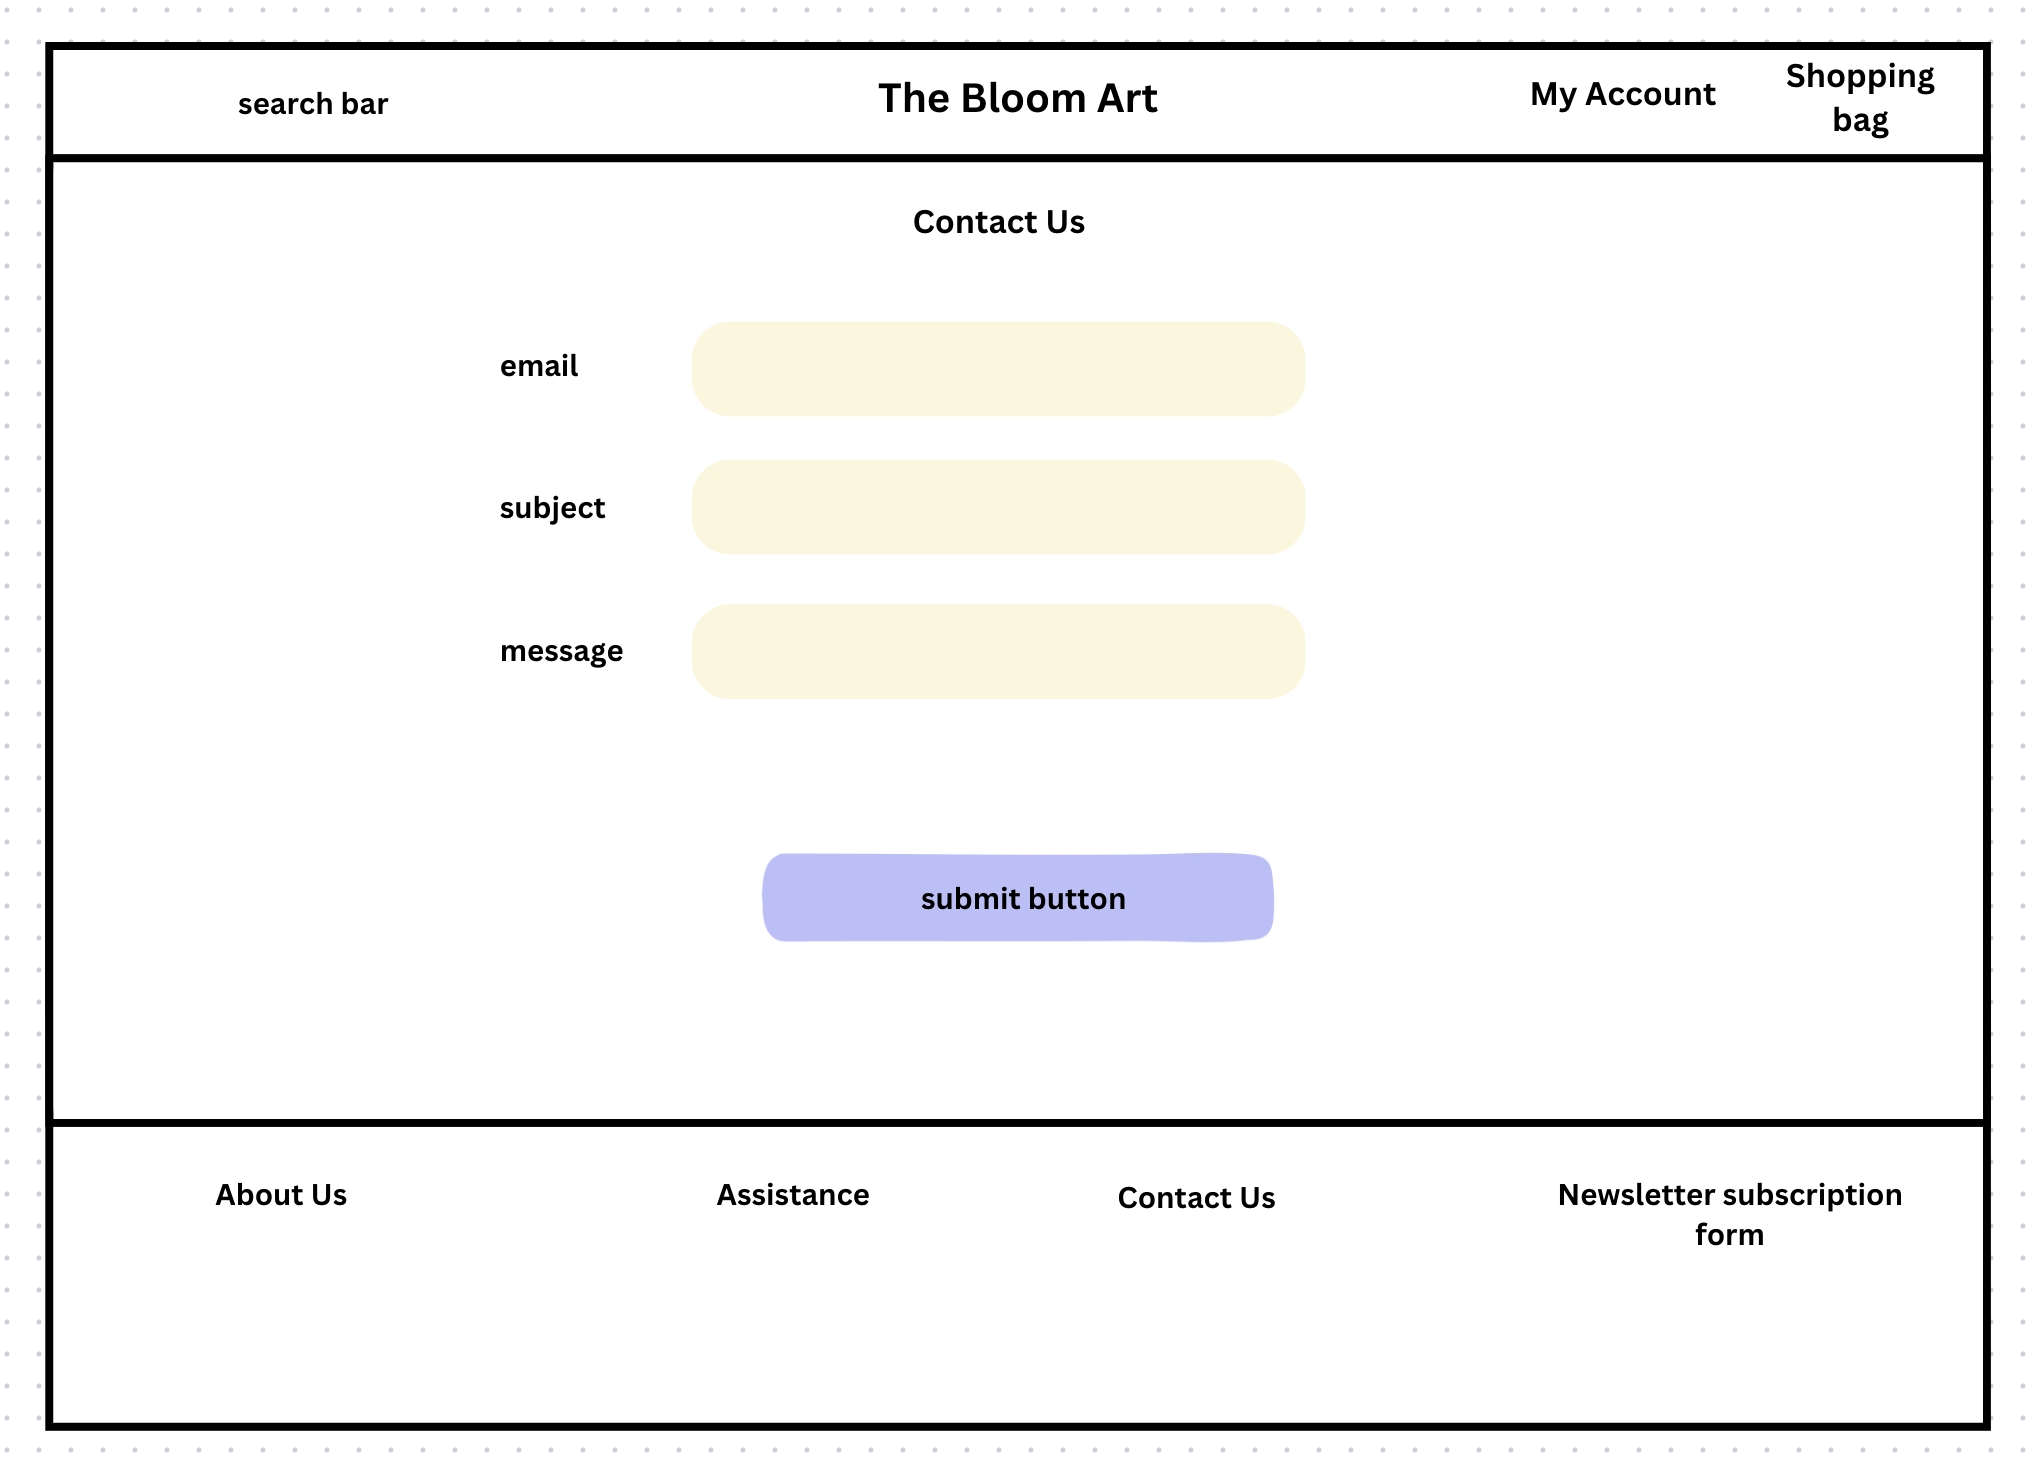 search bar
The Bloom Art
My Account
Shopping
bag
Contact Us
email
subject
message
submit button
About Us
Assistance
Contact Us
Newsletter subscription
form